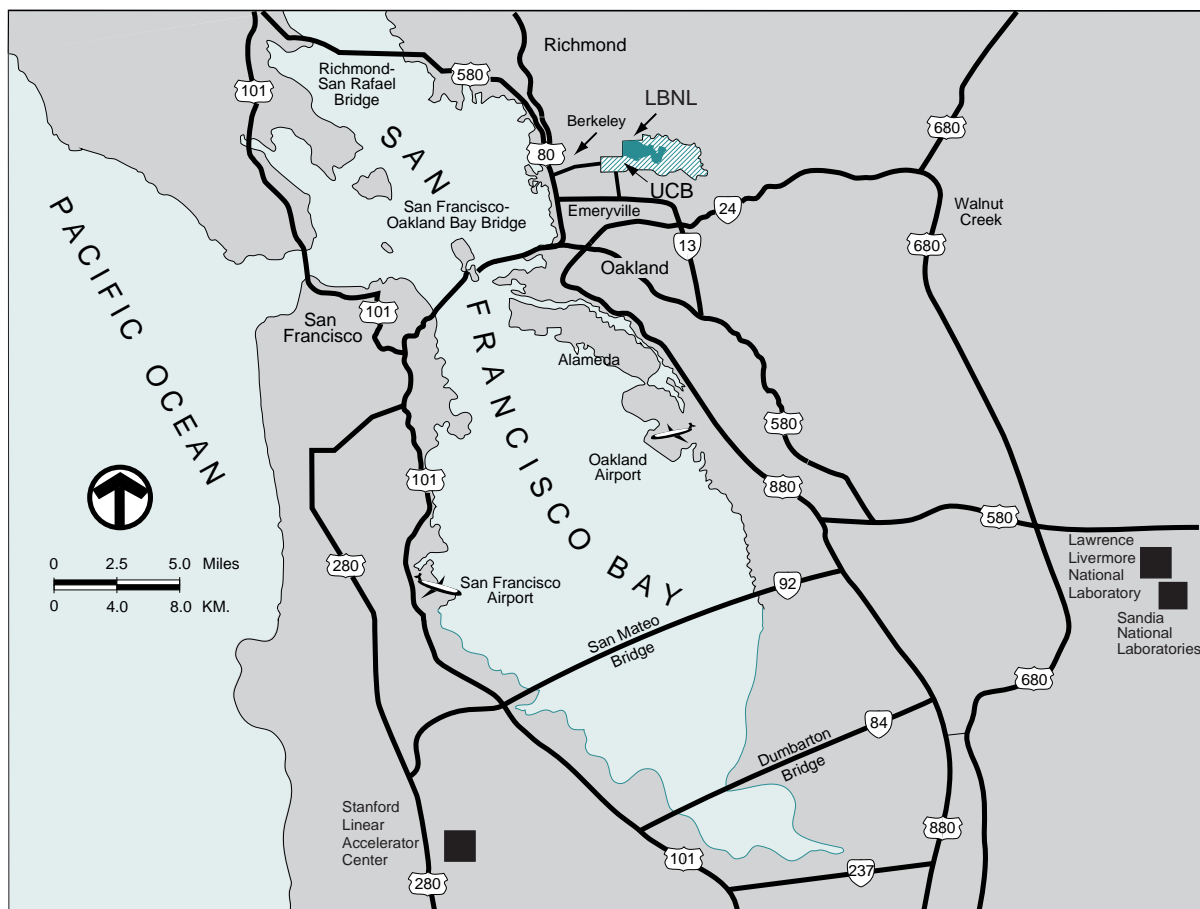 Richmond
580
Richmond-
San Rafael
Bridge
101
LBNL
Berkeley
680
80
UCB
SAN
San Francisco-
Oakland Bay Bridge
Emeryville
24
Walnut
Creek
13
680
PACIFIC OCEAN
Oakland
101
San
Francisco
FRANCISCO BAY
Alameda
580
Oakland
Airport
101
880
580
0 2.5 5.0 Miles
0 4.0 8.0 KM.
280
San Francisco
Airport
92
Lawrence
Livermore
National
Laboratory
Sandia
National
Laboratories
San Mateo
Bridge
680
84
Dumbarton
Bridge
Stanford
Linear
Accelerator
Center
880
101
237
280